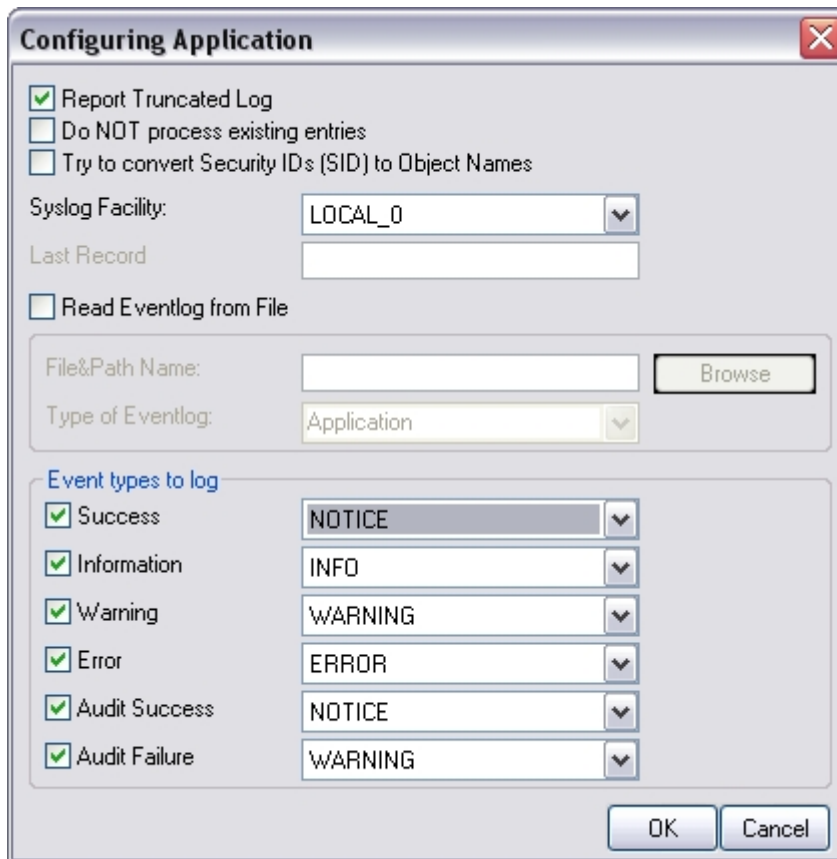 Configuring Application
Report Truncated Log
Do NOT process existing entries
Try to convert Security IDs (SID) to Object Names
Syslog Facility: LOCAL_0
Last Record
Read Eventlog from File
File&Path Name: Browse
Type of Eventlog: Application
Event types to log
Success NOTICE
Information INFO
Warning WARNING
Error ERROR
Audit Success NOTICE
Audit Failure WARNING
OK Cancel